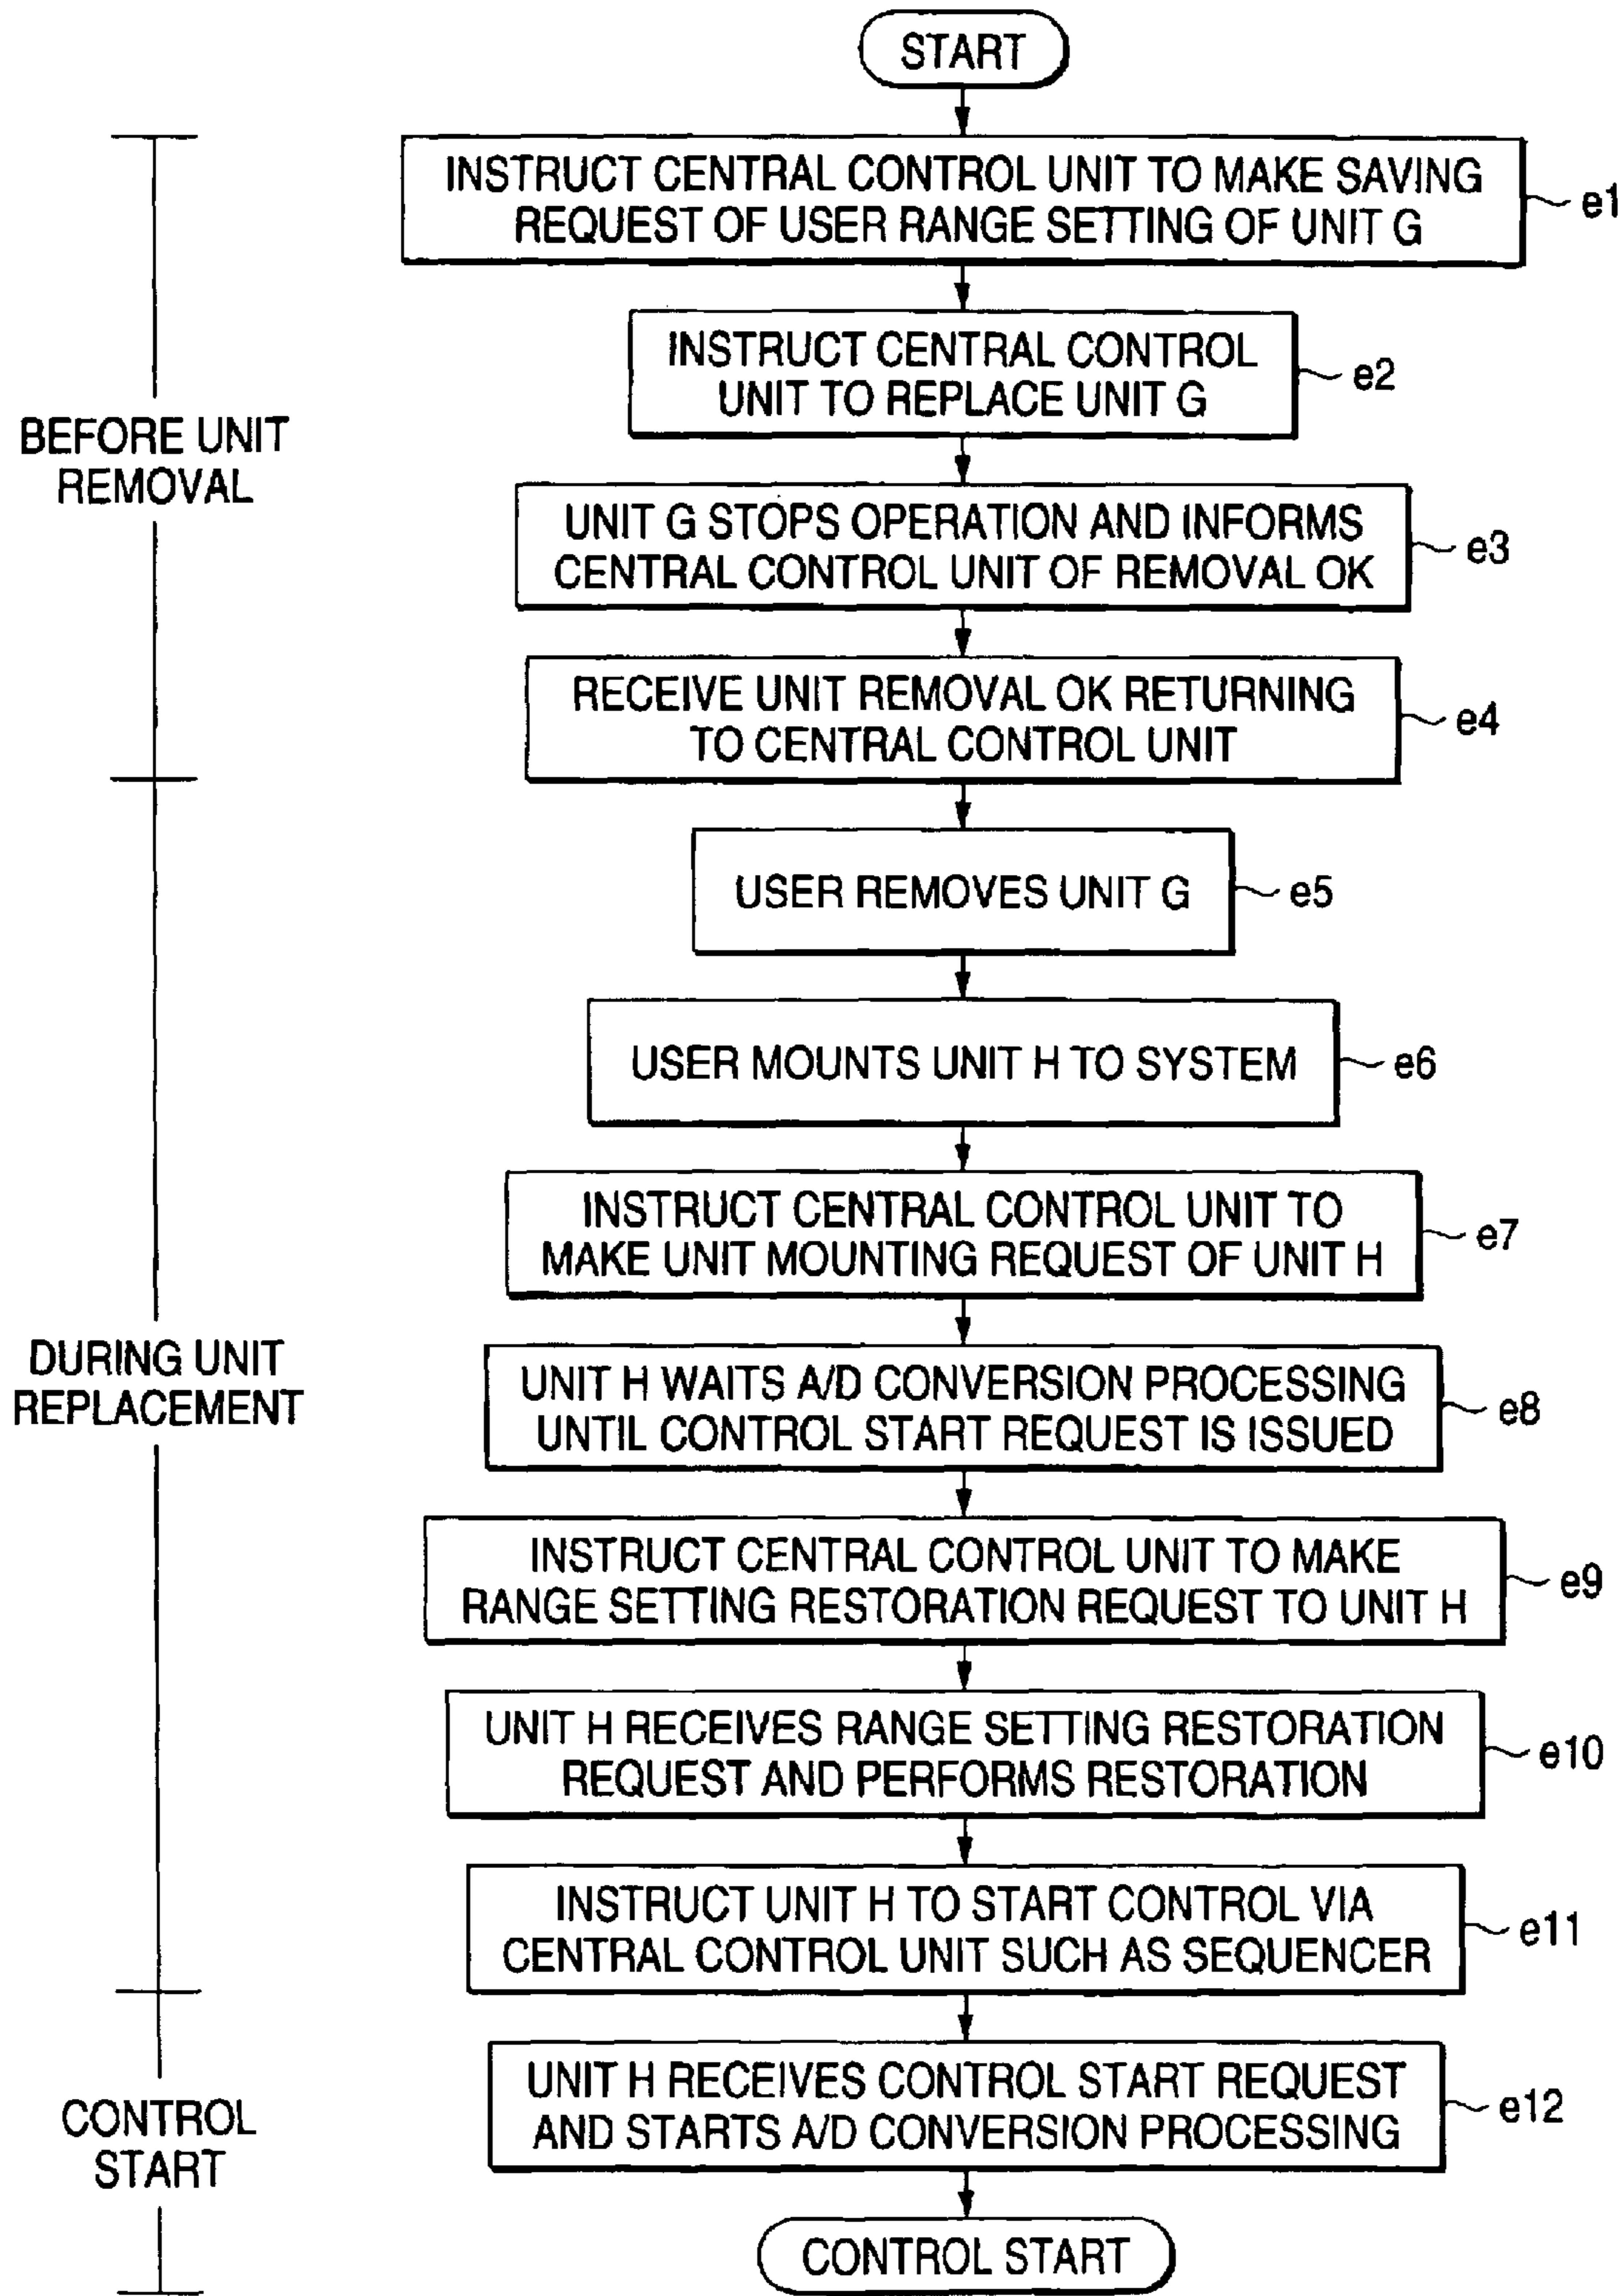 START
INSTRUCT CENTRAL CONTROL UNIT TO MAKE SAVING
REQUEST OF USER RANGE SETTING OF UNIT G
e1
INSTRUCT CENTRAL CONTROL
UNIT TO REPLACE UNIT G
e2
BEFORE UNIT
REMOVAL
UNIT G STOPS OPERATION AND INFORMS
CENTRAL CONTROL UNIT OF REMOVAL OK
e3
RECEIVE UNIT REMOVAL OK RETURNING
TO CENTRAL CONTROL UNIT
e4
USER REMOVES UNIT G
e5
USER MOUNTS UNIT H TO SYSTEM
e6
INSTRUCT CENTRAL CONTROL UNIT TO
MAKE UNIT MOUNTING REQUEST OF UNIT H
e7
DURING UNIT
REPLACEMENT
UNIT H WAITS A/D CONVERSION PROCESSING
UNTIL CONTROL START REQUEST IS ISSUED
e8
INSTRUCT CENTRAL CONTROL UNIT TO MAKE
RANGE SETTING RESTORATION REQUEST TO UNIT H
e9
UNIT H RECEIVES RANGE SETTING RESTORATION
REQUEST AND PERFORMS RESTORATION
e10
INSTRUCT UNIT H TO START CONTROL VIA
CENTRAL CONTROL UNIT SUCH AS SEQUENCER
e11
CONTROL
START
UNIT H RECEIVES CONTROL START REQUEST
AND STARTS A/D CONVERSION PROCESSING
e12
CONTROL START